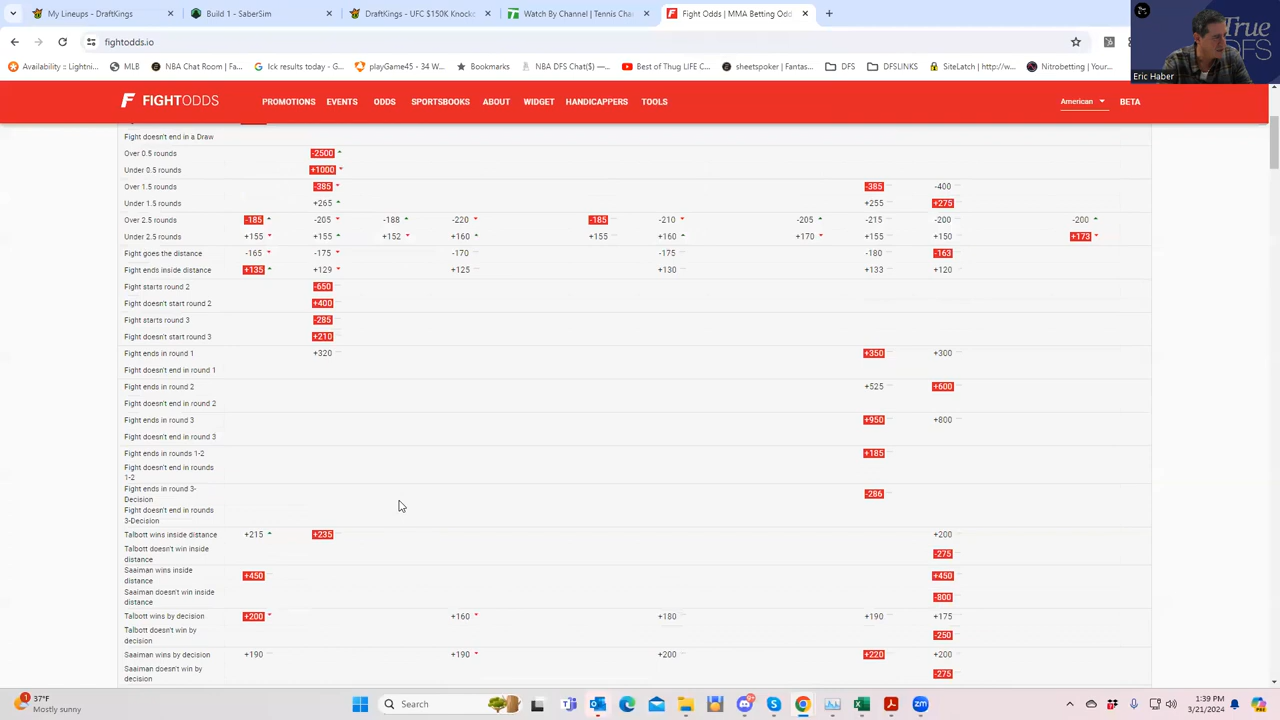 DraftKings
Build 1 - SaberSim
DraftKings - UFC $150K Knocko
Watch By Channel | Tennis Cha
Fight Odds | MMA Betting Odd
fightodds.io
Availability :: Lightni...
MLB
NBA Chat Room | Fa...
Ick results today - G...
playGame45 - 34 wi...
Bookmarks
NBA Chat($) — ...
Best of Thug LIFE C...
sheetspoker | Fantas...
DFS
DFSLINKS
SiteLatch | http://w...
Nitrobetting | Your...
True
DFS
Eric Haber
FIGHTODDS
PROMOTIONS EVENTS ODDS SPORTSBOOKS ABOUT WIDGET HANDICAPPERS TOOLS
American
BETA
Fight doesn't end in a Draw
Over 0.5 rounds -2500
Under 0.5 rounds +1000
Over 1.5 rounds -385 -385 -400
Under 1.5 rounds +265 +255 +275
Over 2.5 rounds -185 -205 -188 -220 -185 -210 -205 -215 -200 -200
Under 2.5 rounds +155 +155 +152 +160 +155 +160 +170 +155 +150 +173
Fight goes the distance -165 -175 -170 -175 -180 -163
Fight ends inside distance +135 +129 +125 +130 +133 +120
Fight starts round 2 -650
Fight doesn't start round 2 +400
Fight starts round 3 -285
Fight doesn't start round 3 +210
Fight ends in round 1 +320 +350 +300
Fight doesn't end in round 1
Fight ends in round 2 +525 +600
Fight doesn't end in round 2
Fight ends in round 3 +950 +800
Fight doesn't end in round 3
Fight ends in rounds 1-2 +185
Fight doesn't end in rounds
1-2
Fight ends in round 3-
Decision -286
Fight doesn't end in rounds
3-Decision
Talbott wins inside distance +215 +235 +200
Talbott doesn't win inside
distance -275
Saaiman wins inside
distance +450 +450
Saaiman doesn't win inside
distance -800
Talbott wins by decision +200 +160 +180 +190 +175
Talbott doesn't win by
decision -250
Saaiman wins by decision +190 +190 +200 +220 +200
Saaiman doesn't win by
decision -275
1
37°F
Mostly sunny
Search
1:39 PM
3/21/2024